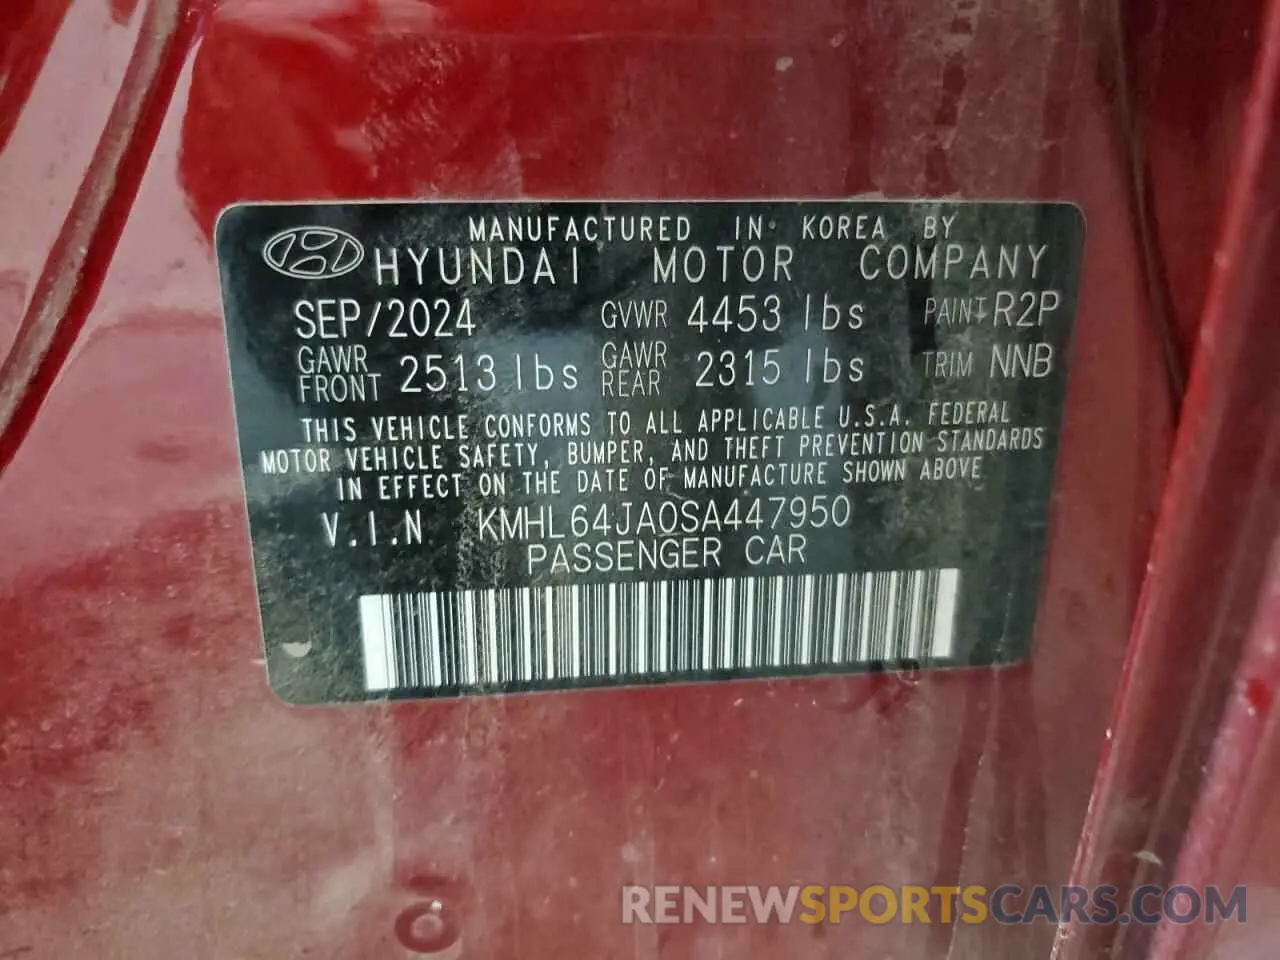 MANUFACTURED IN KOREA BY
HYUNDAI MOTOR COMPANY
SEP/2024 GVWR 4453 lbs PAINT R2P
GAWR FRONT 2513 lbs GAWR REAR 2315 lbs TRIM NNB
THIS VEHICLE CONFORMS TO ALL APPLICABLE U.S.A. FEDERAL
MOTOR VEHICLE SAFETY, BUMPER, AND THEFT PREVENTION STANDARDS
IN EFFECT ON THE DATE OF MANUFACTURE SHOWN ABOVE
V.I.N KMHL64JA0SA447950
PASSENGER CAR
RENEWSPORTSCARS.COM